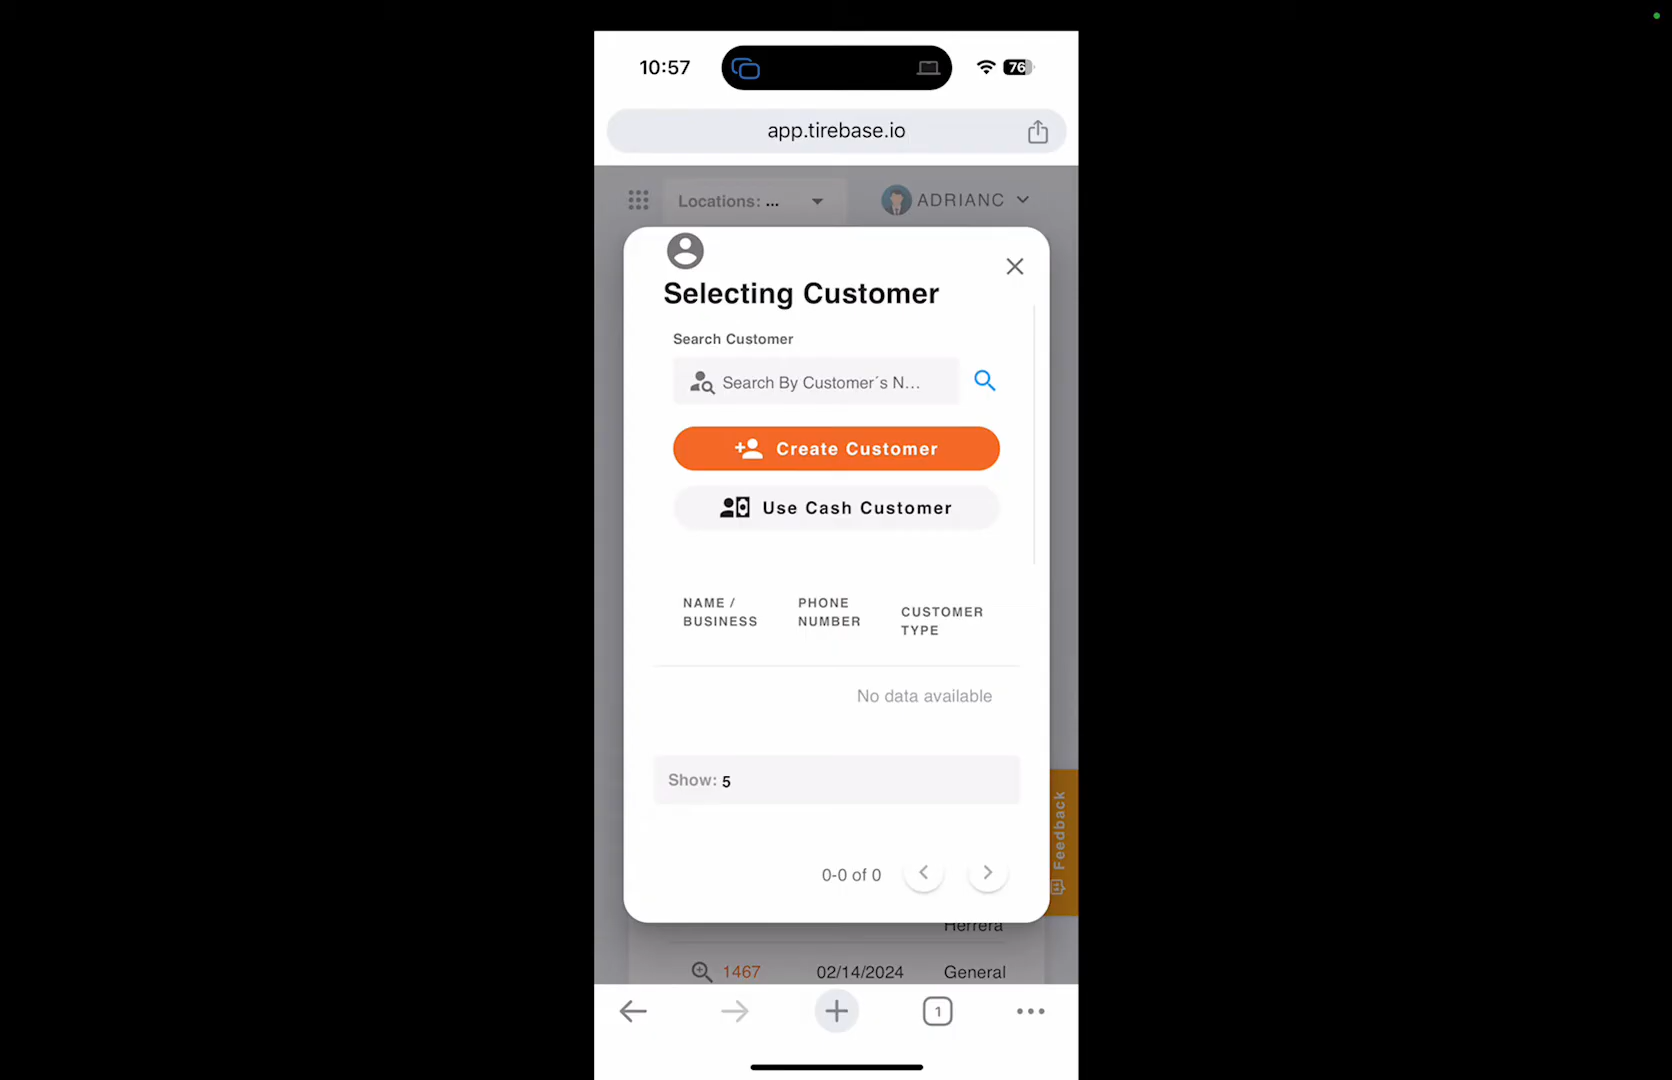 10:57
76
app.tirebase.io
Locations: ...
ADRIANC
Selecting Customer
Search Customer
Search By Customer´s N...
Create Customer
Use Cash Customer
NAME /
BUSINESS
PHONE
NUMBER
CUSTOMER
TYPE
No data available
Show: 5
Feedback
0-0 of 0
Herrera
1467 02/14/2024 General
1